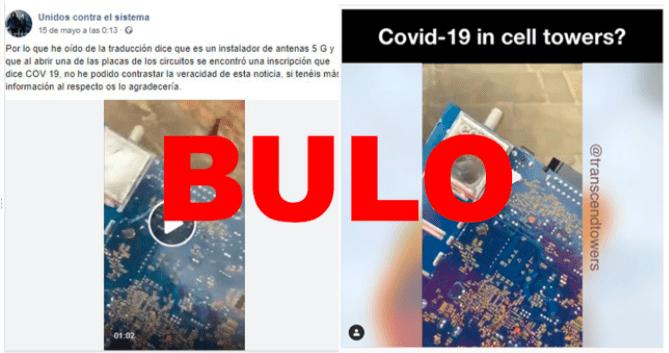 Unidos contra el sistema
15 de mayo a las 0:13 ·
Por lo que he oído de la traducción dice que es un instalador de antenas 5 G y
que al abrir una de las placas de los circuitos se encontró una inscripción que
dice COV 19, no he podido contrastar la veracidad de esta noticia, si tenéis más
información al respecto os lo agradecería.
01:02
Covid-19 in cell towers?
@transcendtowers
BULO